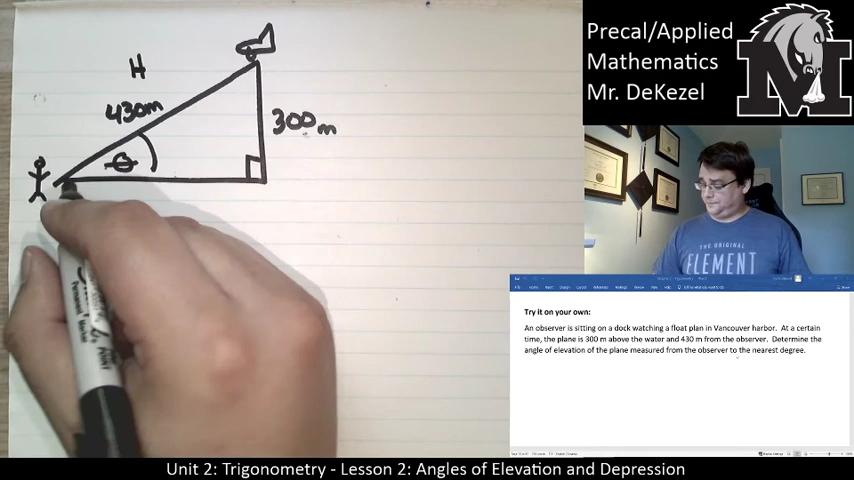 H
430m
300m
θ
Precal/Applied
Mathematics
Mr. DeKezel
M
THE ORIGINAL
ELEMENT
Try it on your own:
An observer is sitting on a dock watching a float plan in Vancouver harbor. At a certain
time, the plane is 300 m above the water and 430 m from the observer. Determine the
angle of elevation of the plane measured from the observer to the nearest degree.
Unit 2: Trigonometry - Lesson 2: Angles of Elevation and Depression